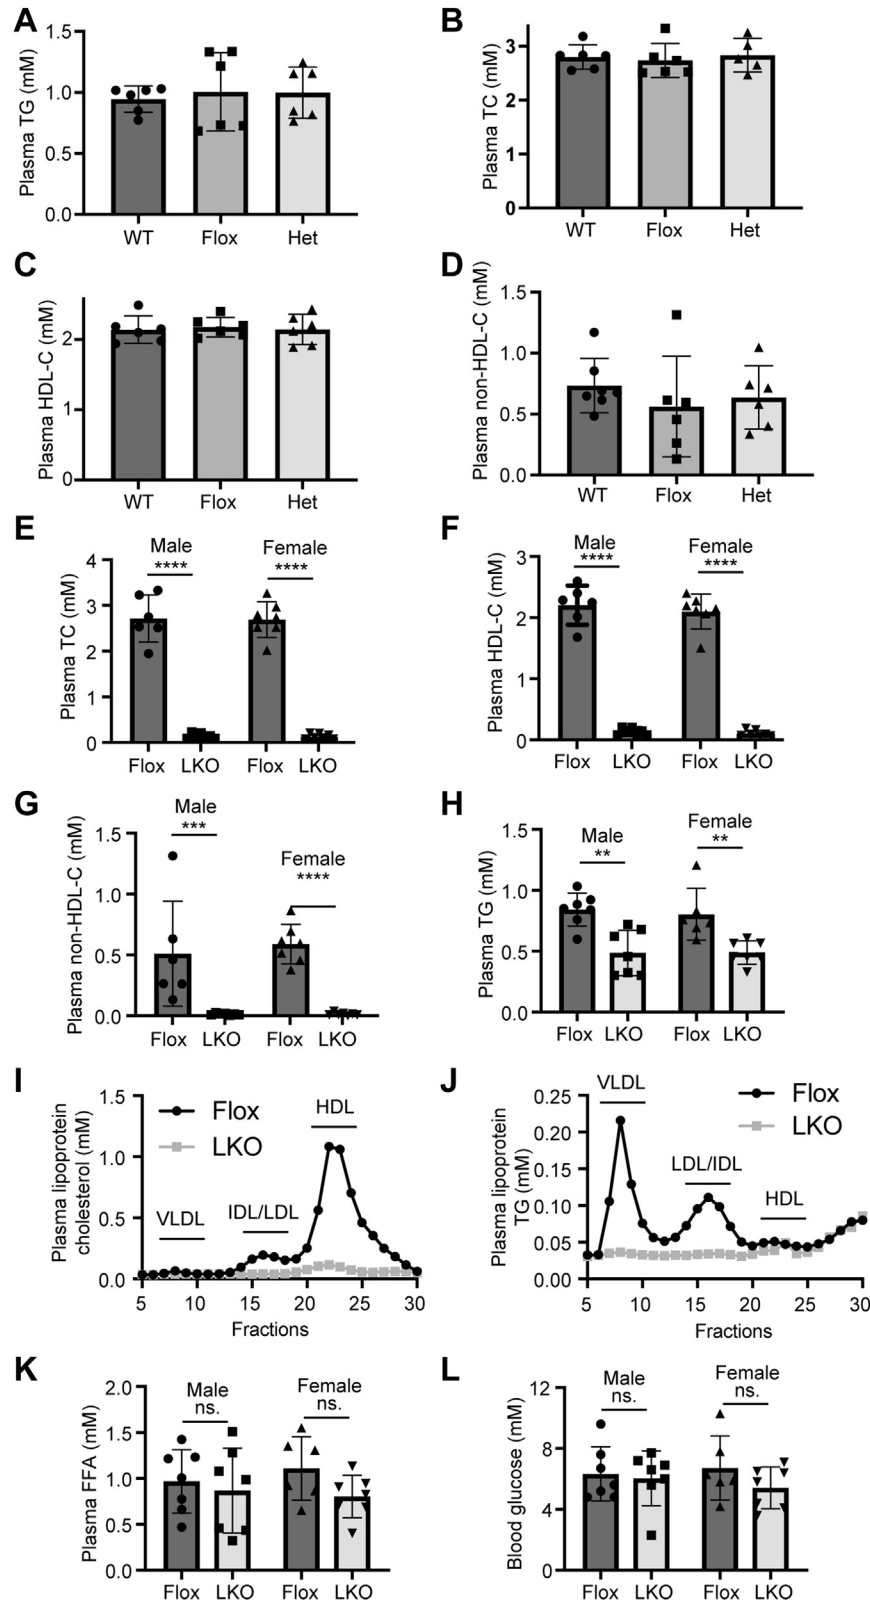 A
Plasma TG (mM)
1.5
1.0
0.5
0.0
WT Flox Het
B
Plasma TC (mM)
3
2
1
0
WT Flox Het
C
Plasma HDL-C (mM)
2
1
0
WT Flox Het
D
Plasma non-HDL-C (mM)
1.5
1.0
0.5
0.0
WT Flox Het
E
Plasma TC (mM)
Male Female
**** ****
4
3
2
1
0
Flox LKO Flox LKO
F
Plasma HDL-C (mM)
Male Female
**** ****
3
2
1
0
Flox LKO Flox LKO
G
Plasma non-HDL-C (mM)
Male
***
Female
****
1.5
1.0
0.5
0.0
Flox LKO Flox LKO
H
Plasma TG (mM)
Male Female
** **
1.5
1.0
0.5
0.0
Flox LKO Flox LKO
I
Plasma lipoprotein
cholesterol (mM)
1.5
1.0
0.5
0.0
Flox
LKO
VLDL
IDL/LDL
HDL
5 10 15 20 25 30
Fractions
J
Plasma lipoprotein
TG (mM)
0.25
0.20
0.15
0.10
0.05
0.00
VLDL
LDL/IDL
HDL
Flox
LKO
5 10 15 20 25 30
Fractions
K
Plasma FFA (mM)
Male Female
ns. ns.
2.0
1.5
1.0
0.5
0.0
Flox LKO Flox LKO
L
Blood glucose (mM)
Male Female
ns. ns.
12
8
4
0
Flox LKO Flox LKO